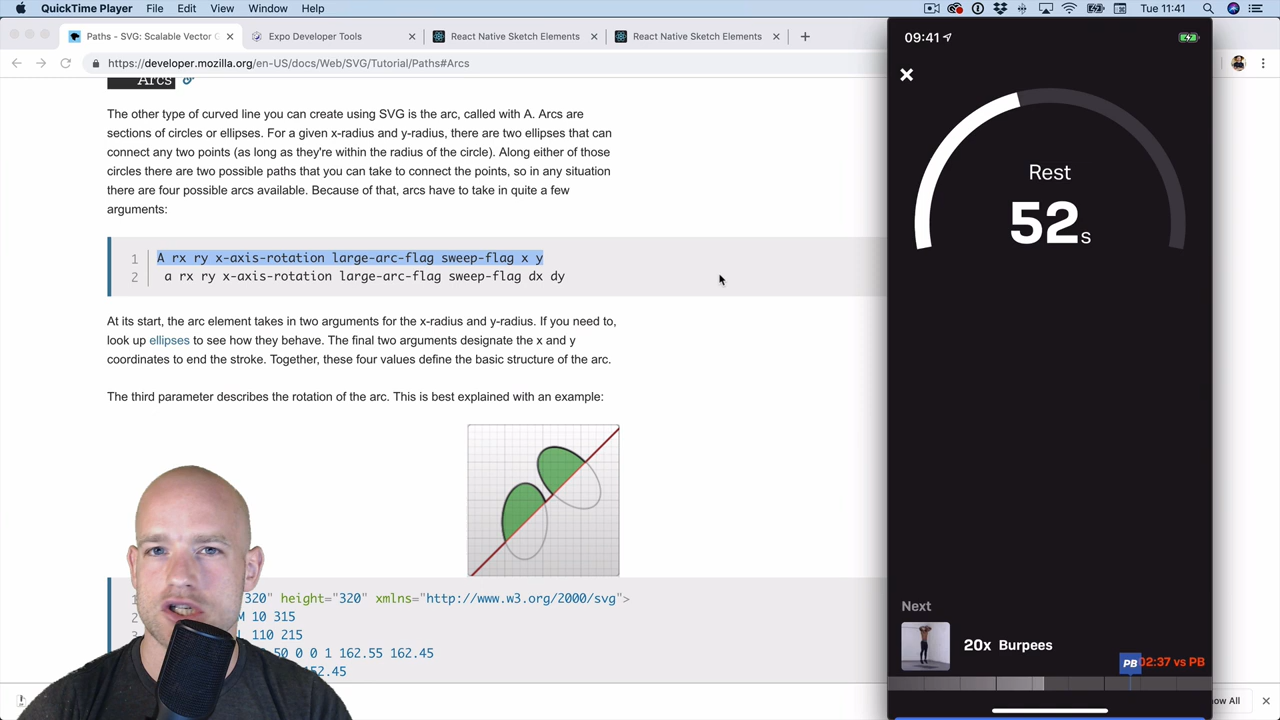 QuickTime Player File Edit View Window Help
Tue 11:41
Paths - SVG: Scalable Vector G
Expo Developer Tools
React Native Sketch Elements
React Native Sketch Elements
https://developer.mozilla.org/en-US/docs/Web/SVG/Tutorial/Paths#Arcs
Arcs
The other type of curved line you can create using SVG is the arc, called with A. Arcs are
sections of circles or ellipses. For a given x-radius and y-radius, there are two ellipses that can
connect any two points (as long as they're within the radius of the circle). Along either of those
circles there are two possible paths that you can take to connect the points, so in any situation
there are four possible arcs available. Because of that, arcs have to take in quite a few
arguments:
1 A rx ry x-axis-rotation large-arc-flag sweep-flag x y
2 a rx ry x-axis-rotation large-arc-flag sweep-flag dx dy
At its start, the arc element takes in two arguments for the x-radius and y-radius. If you need to,
look up ellipses to see how they behave. The final two arguments designate the x and y
coordinates to end the stroke. Together, these four values define the basic structure of the arc.
The third parameter describes the rotation of the arc. This is best explained with an example:
320" height="320" xmlns="http://www.w3.org/2000/svg">
M 10 315
110 215
0 0 1 162.55 162.45
52.45
09:41
Rest
52s
Next
20x Burpees
PB 02:37 vs PB
All